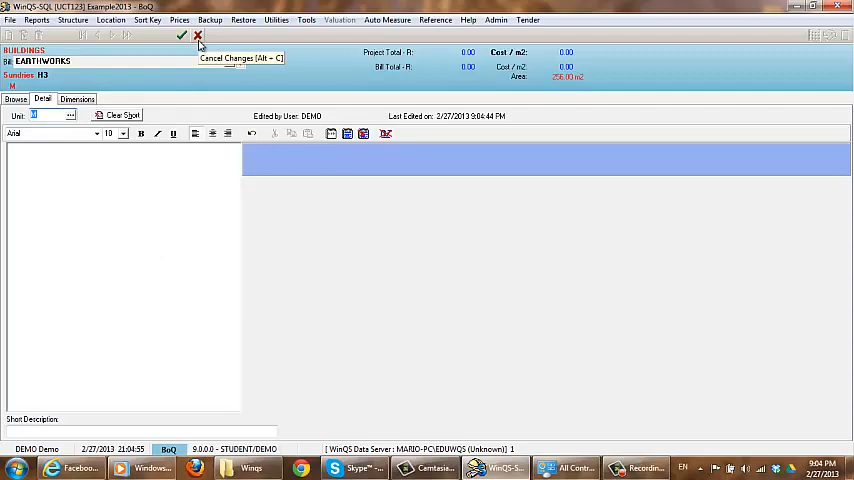 WinQS-SQL [UCT123] Example2013 - BoQ
File Reports Structure Location Sort Key Prices Backup Restore Utilities Tools Valuation Auto Measure Reference Help Admin Tender
BUILDINGS
Bill: EARTHWORKS
Sundries H3
M
Cancel Changes [Alt + C]
Project Total - R: 0.00 Cost / m2: 0.00
Bill Total - R: 0.00 Cost / m2: 0.00
Area: 256.00 m2
Browse Detail Dimensions
Unit: M ... Clear Short Edited by User: DEMO Last Edited on: 2/27/2013 9:04:44 PM
Arial 10 B I U
Short Description:
DEMO Demo 2/27/2013 21:04:55 BoQ 9.0.0.0 - STUDENT/DEMO [ WinQS Data Server : MARIO-PC\EDUWQS (Unknown) ] 1
Faceboo... Windows... Winqs Skype™ -... Camtasia... WinQS-S... All Contr... Recordin... EN 9:04 PM
2/27/2013